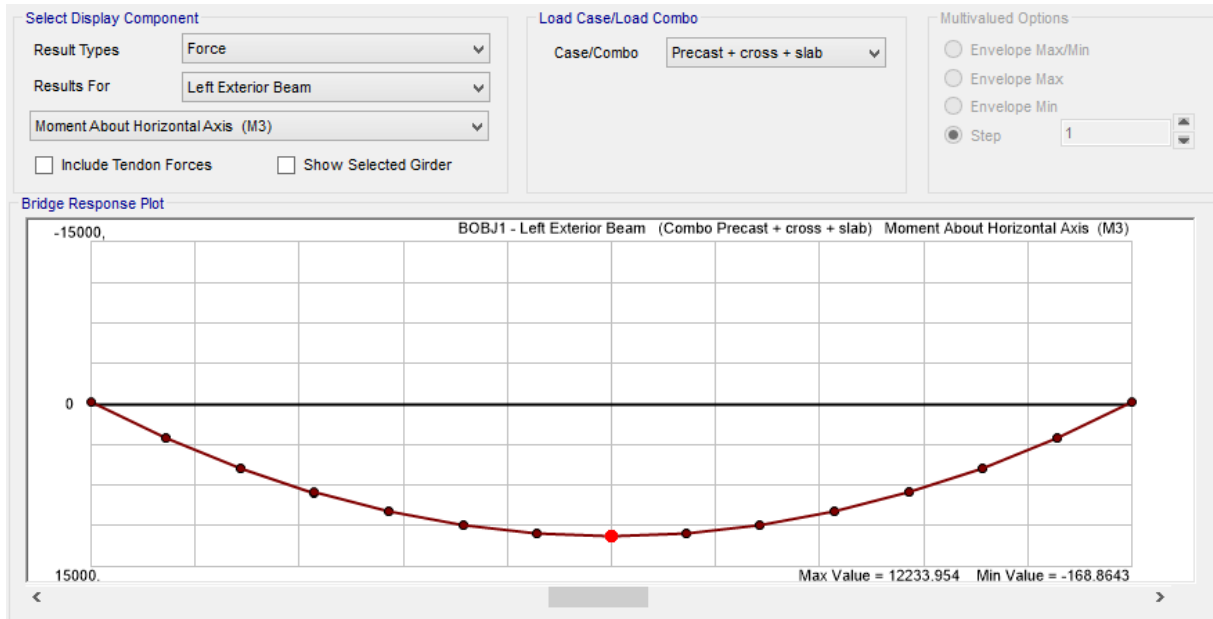 Select Display Component
Result Types Force
Results For Left Exterior Beam
Moment About Horizontal Axis (M3)
Include Tendon Forces Show Selected Girder
Load Case/Load Combo
Case/Combo Precast + cross + slab
Multivalued Options
Envelope Max/Min
Envelope Max
Envelope Min
Step 1
Bridge Response Plot
-15000,
BOBJ1 - Left Exterior Beam (Combo Precast + cross + slab) Moment About Horizontal Axis (M3)
0
15000.
Max Value = 12233.954 Min Value = -168.8643